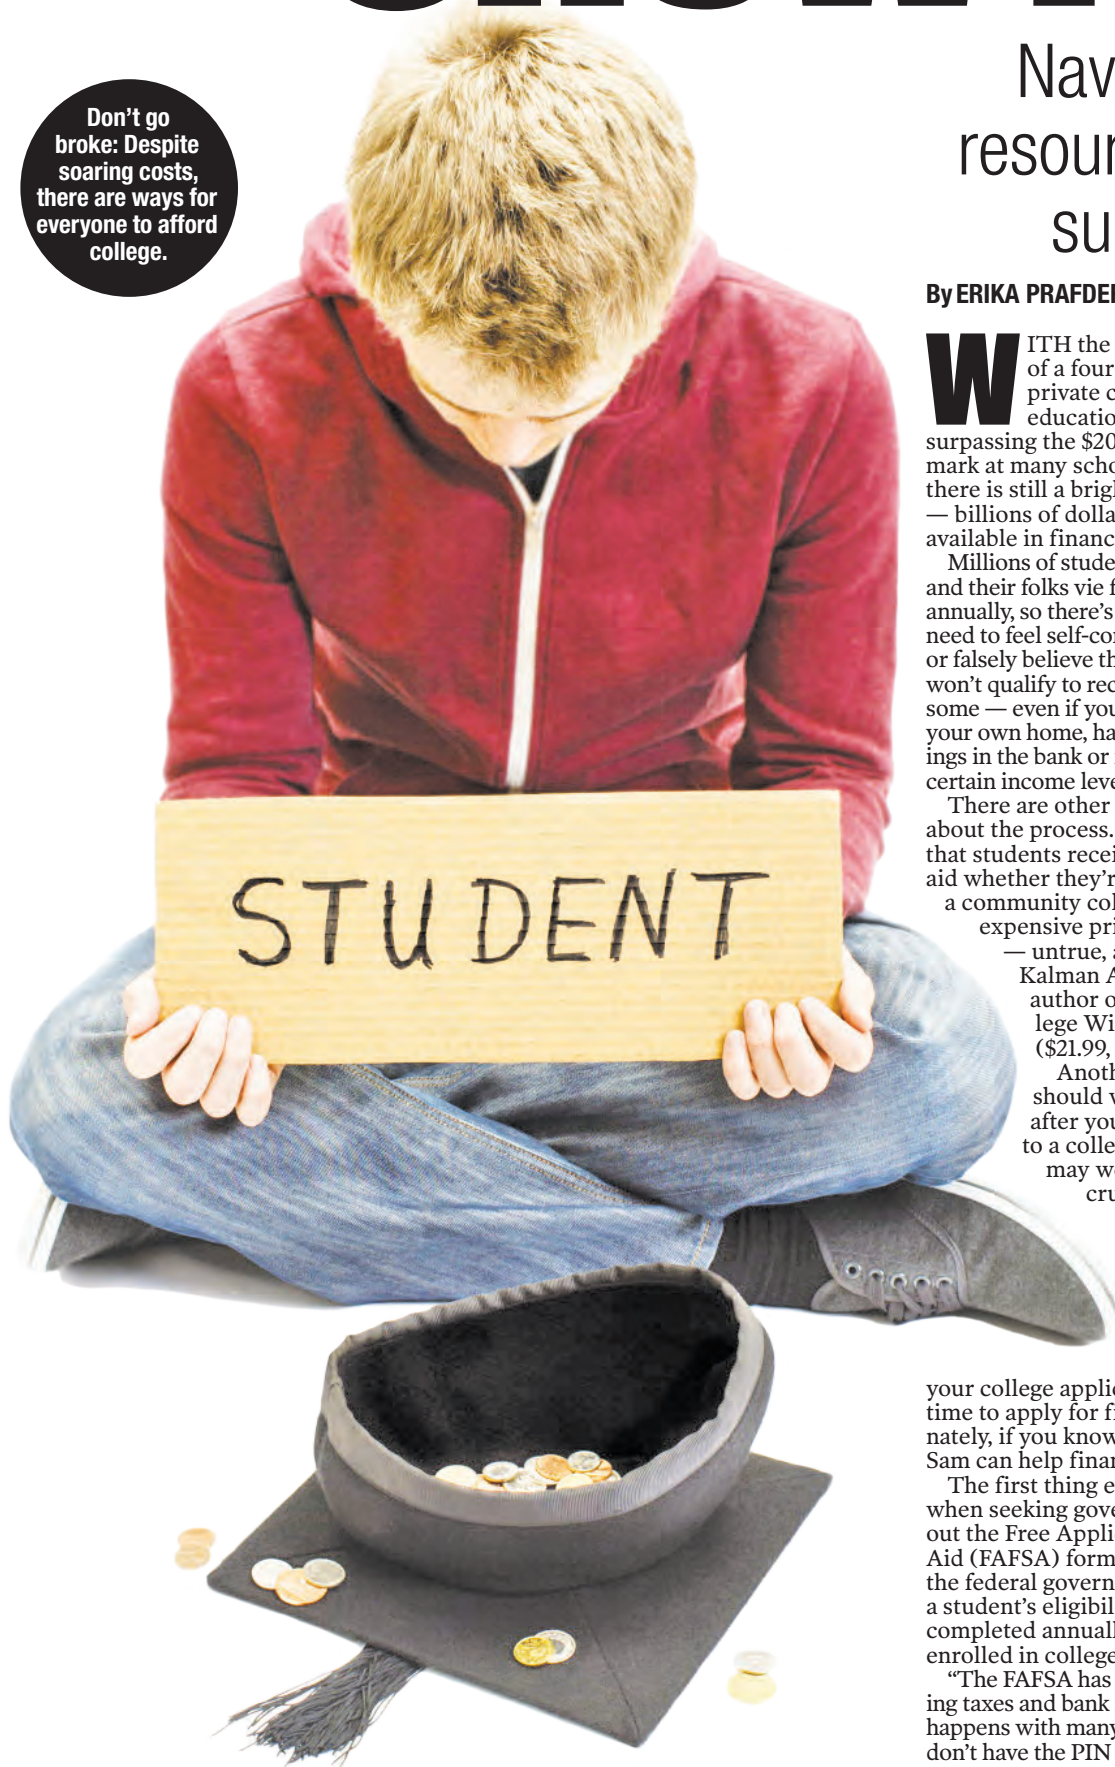 Don’t go
broke: Despite
soaring costs,
there are ways for
everyone to afford
college.
STUDENT
Nav
resour
su
By ERIKA PRAFDER
WITH the
of a four
private c
educatio
surpassing the $20
mark at many scho
there is still a brigh
— billions of dolla
available in financ
Millions of stude
and their folks vie f
annually, so there’s
need to feel self-con
or falsely believe th
won’t qualify to rec
some — even if you
your own home, ha
ings in the bank or
certain income leve
There are other
about the process.
that students recei
aid whether they’r
a community col
expensive pri
— untrue, a
Kalman A
author o
lege Wi
($21.99,
Anoth
should w
after you
to a colle
may wo
cru
your college applic
time to apply for fi
nately, if you know
Sam can help finan
The first thing e
when seeking gove
out the Free Applic
Aid (FAFSA) form
the federal govern
a student’s eligibil
completed annuall
enrolled in college
“The FAFSA has
ing taxes and bank
happens with many
don’t have the PIN